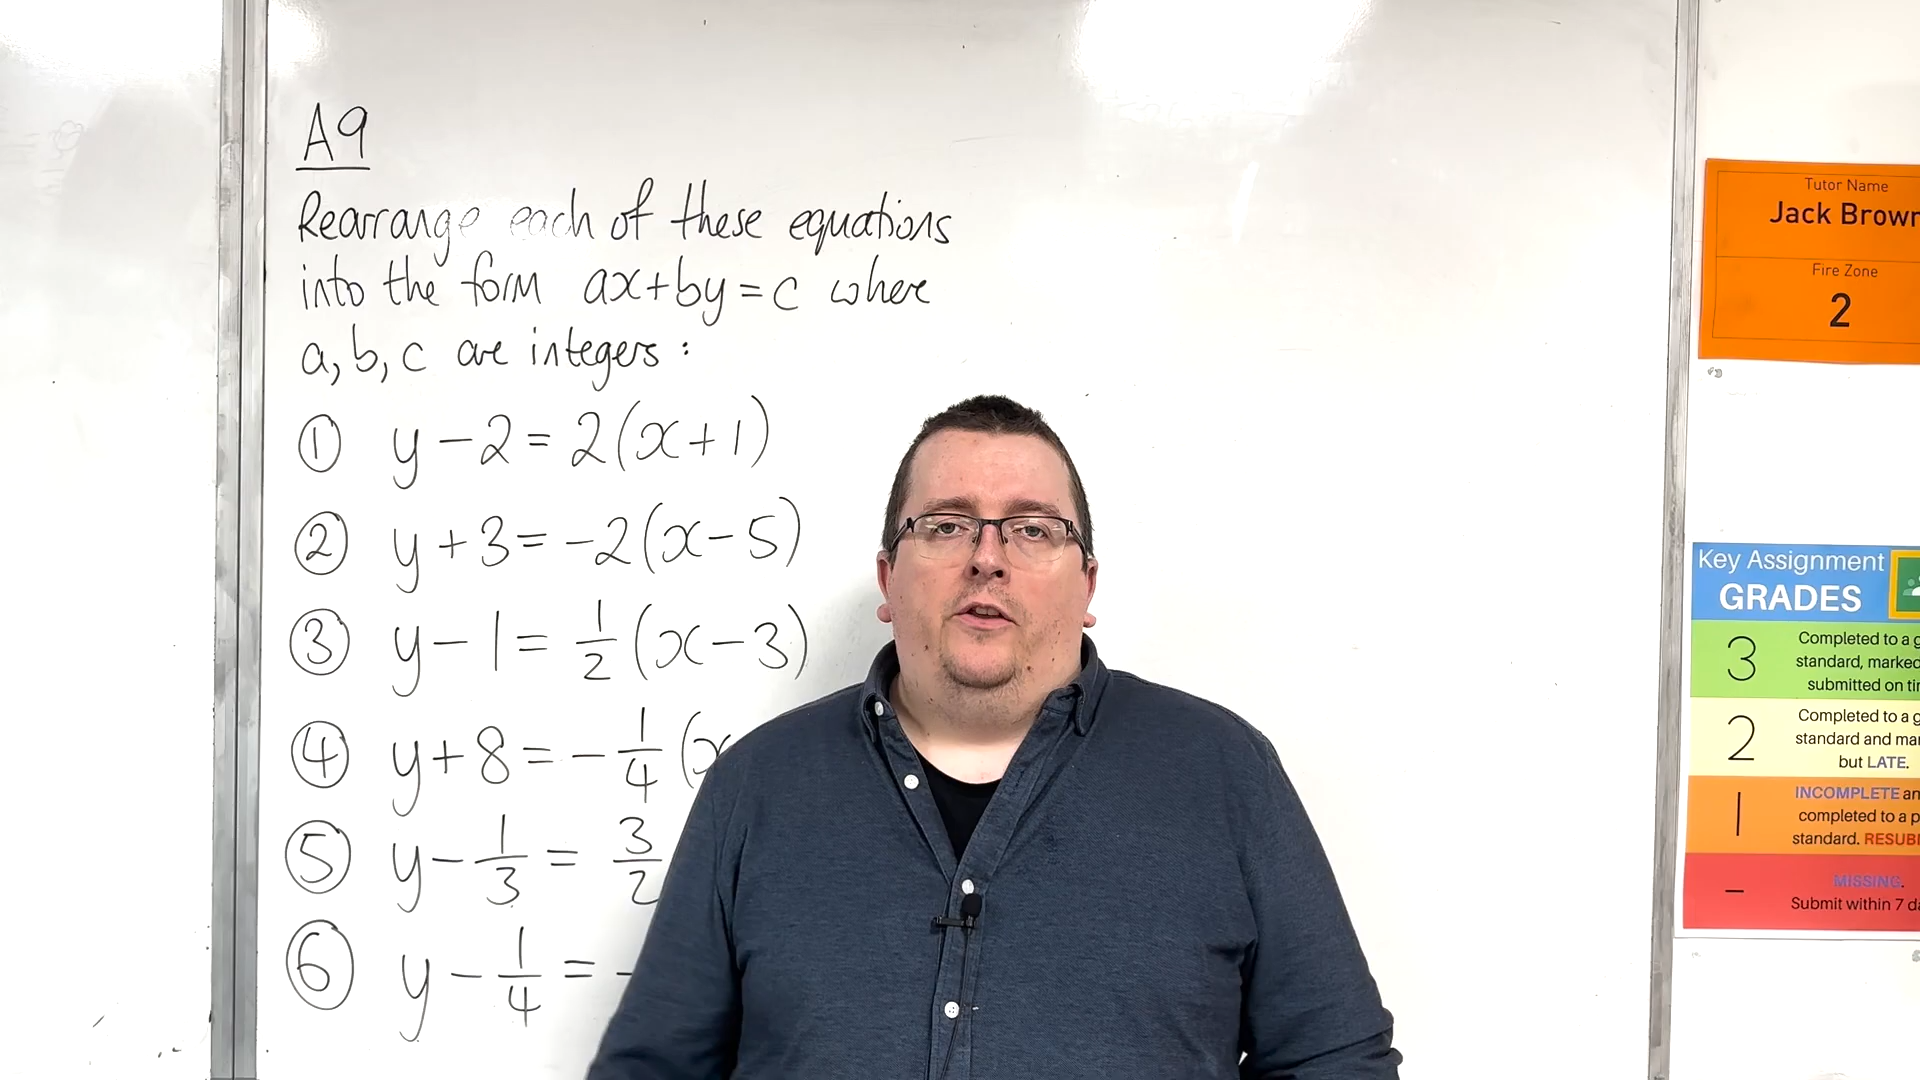 A9
Rearrange each of these equations
into the form ax+by=c where
a, b, c are integers:
① y-2=2(x+1)
② y+3=-2(x-5)
③ y-1=1/2(x-3)
④ y+8=-1/4(x
⑤ y-1/3=3/2
⑥ y-1/4=-
Tutor Name
Jack Brown
Fire Zone
2
Key Assignment
GRADES
3
Completed to a g
standard, marked
submitted on tir
2
Completed to a g
standard and mar
but LATE.
1
INCOMPLETE an
completed to a p
standard. RESUB
-
MISSING.
Submit within 7 da